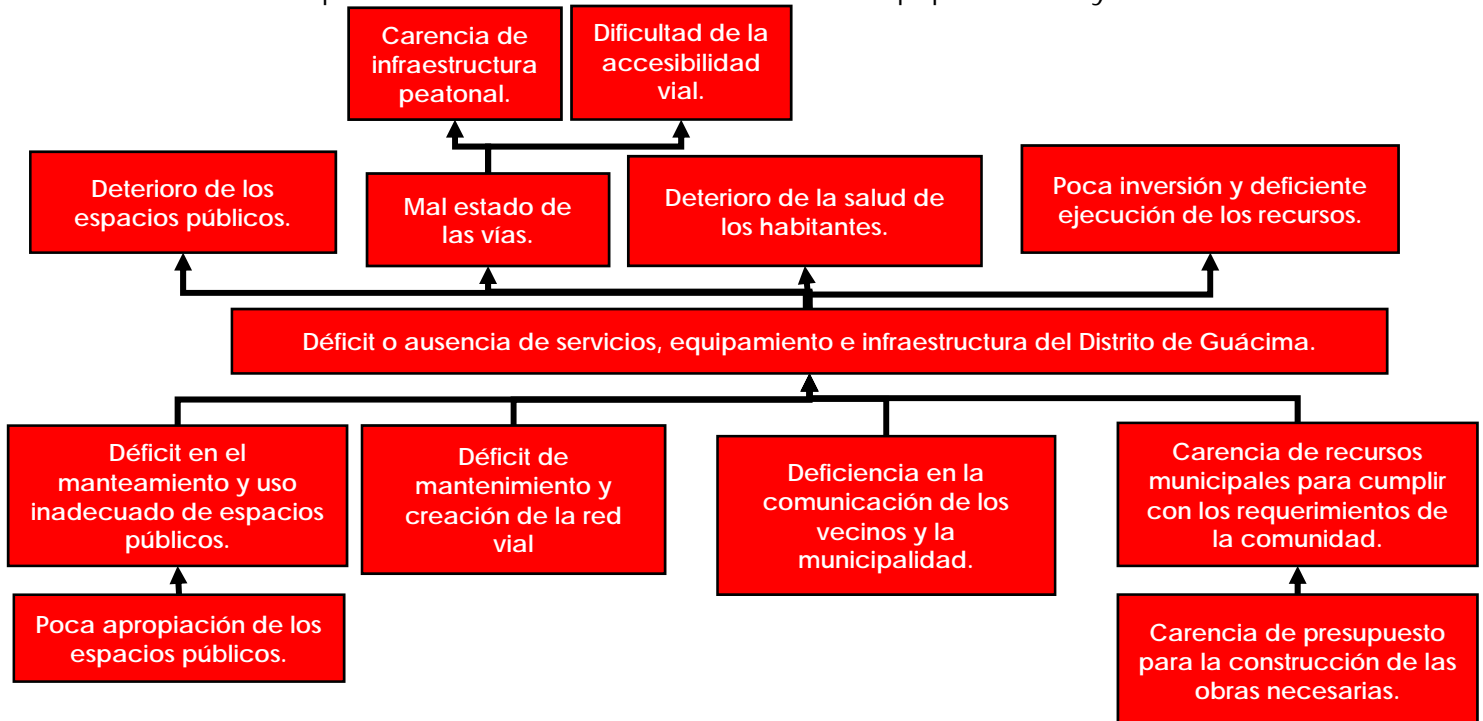 Carencia de
infraestructura
peatonal.
Dificultad de la
accesibilidad
vial.
Deterioro de los
espacios públicos.
Mal estado de
las vías.
Deterioro de la salud de
los habitantes.
Poca inversión y deficiente
ejecución de los recursos.
Déficit o ausencia de servicios, equipamiento e infraestructura del Distrito de Guácima.
Déficit en el
manteamiento y uso
inadecuado de espacios
públicos.
Déficit de
mantenimiento y
creación de la red
vial
Deficiencia en la
comunicación de los
vecinos y la
municipalidad.
Carencia de recursos
municipales para cumplir
con los requerimientos de
la comunidad.
Poca apropiación de los
espacios públicos.
Carencia de presupuesto
para la construcción de las
obras necesarias.